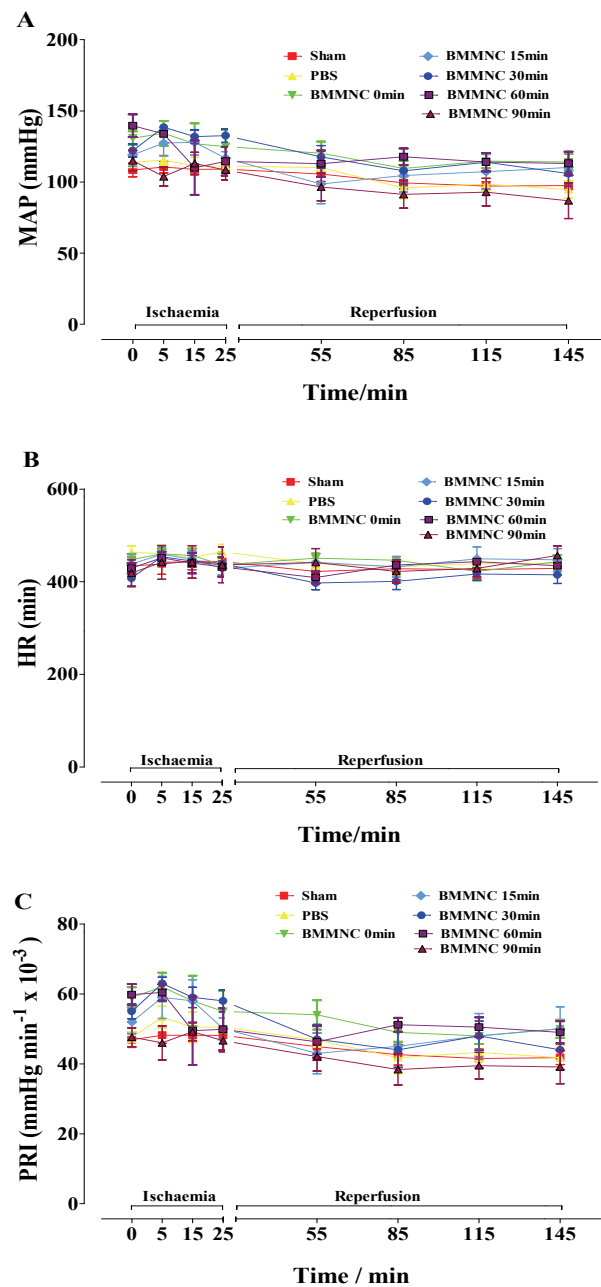 A
MAP (mmHg)
200
150
100
50
0
Sham
PBS
BMMNC 0min
BMMNC 15min
BMMNC 30min
BMMNC 60min
BMMNC 90min
Ischaemia
Reperfusion
0 5 15 25 55 85 115 145
Time/min
B
HR (min)
600
400
200
0
Sham
PBS
BMMNC 0min
BMMNC 15min
BMMNC 30min
BMMNC 60min
BMMNC 90min
Ischaemia
Reperfusion
0 5 15 25 55 85 115 145
Time/min
C
PRI (mmHg min⁻¹ x 10⁻³)
80
60
40
20
0
Sham
PBS
BMMNC 0min
BMMNC 15min
BMMNC 30min
BMMNC 60min
BMMNC 90min
Ischaemia
Reperfusion
0 5 15 25 55 85 115 145
Time / min